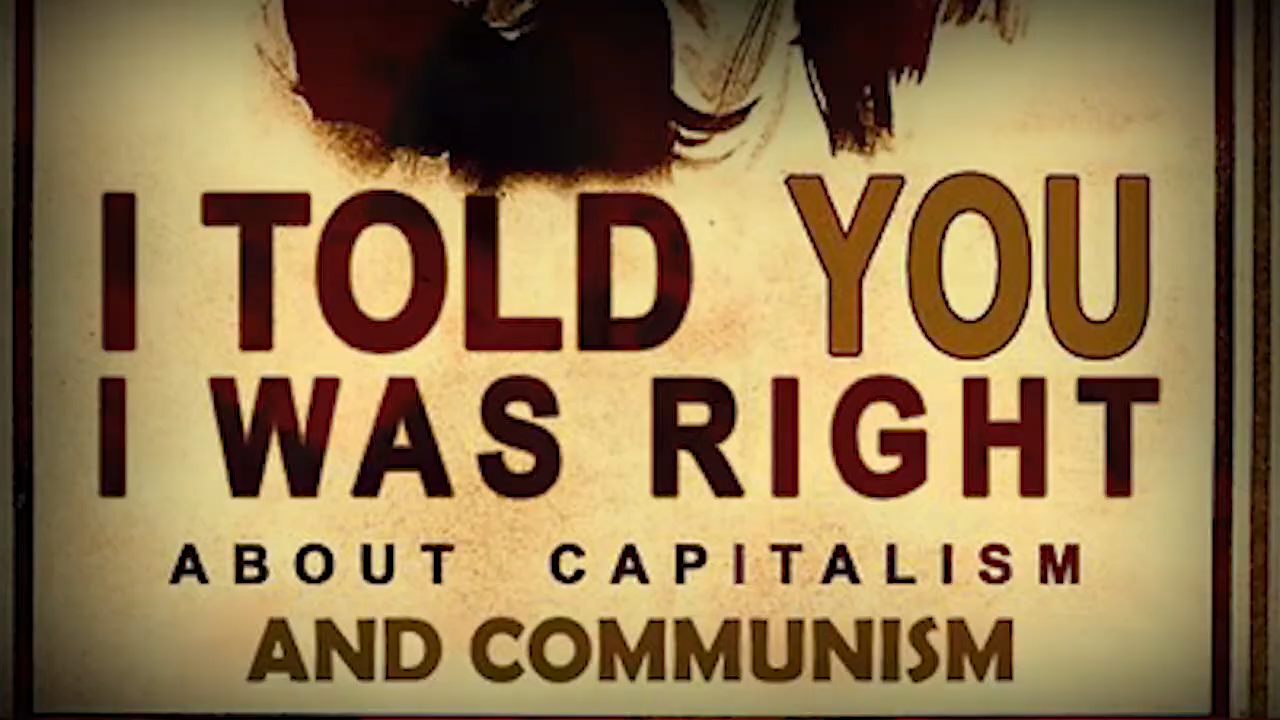 I TOLD YOU
I WAS RIGHT
ABOUT CAPITALISM
AND COMMUNISM